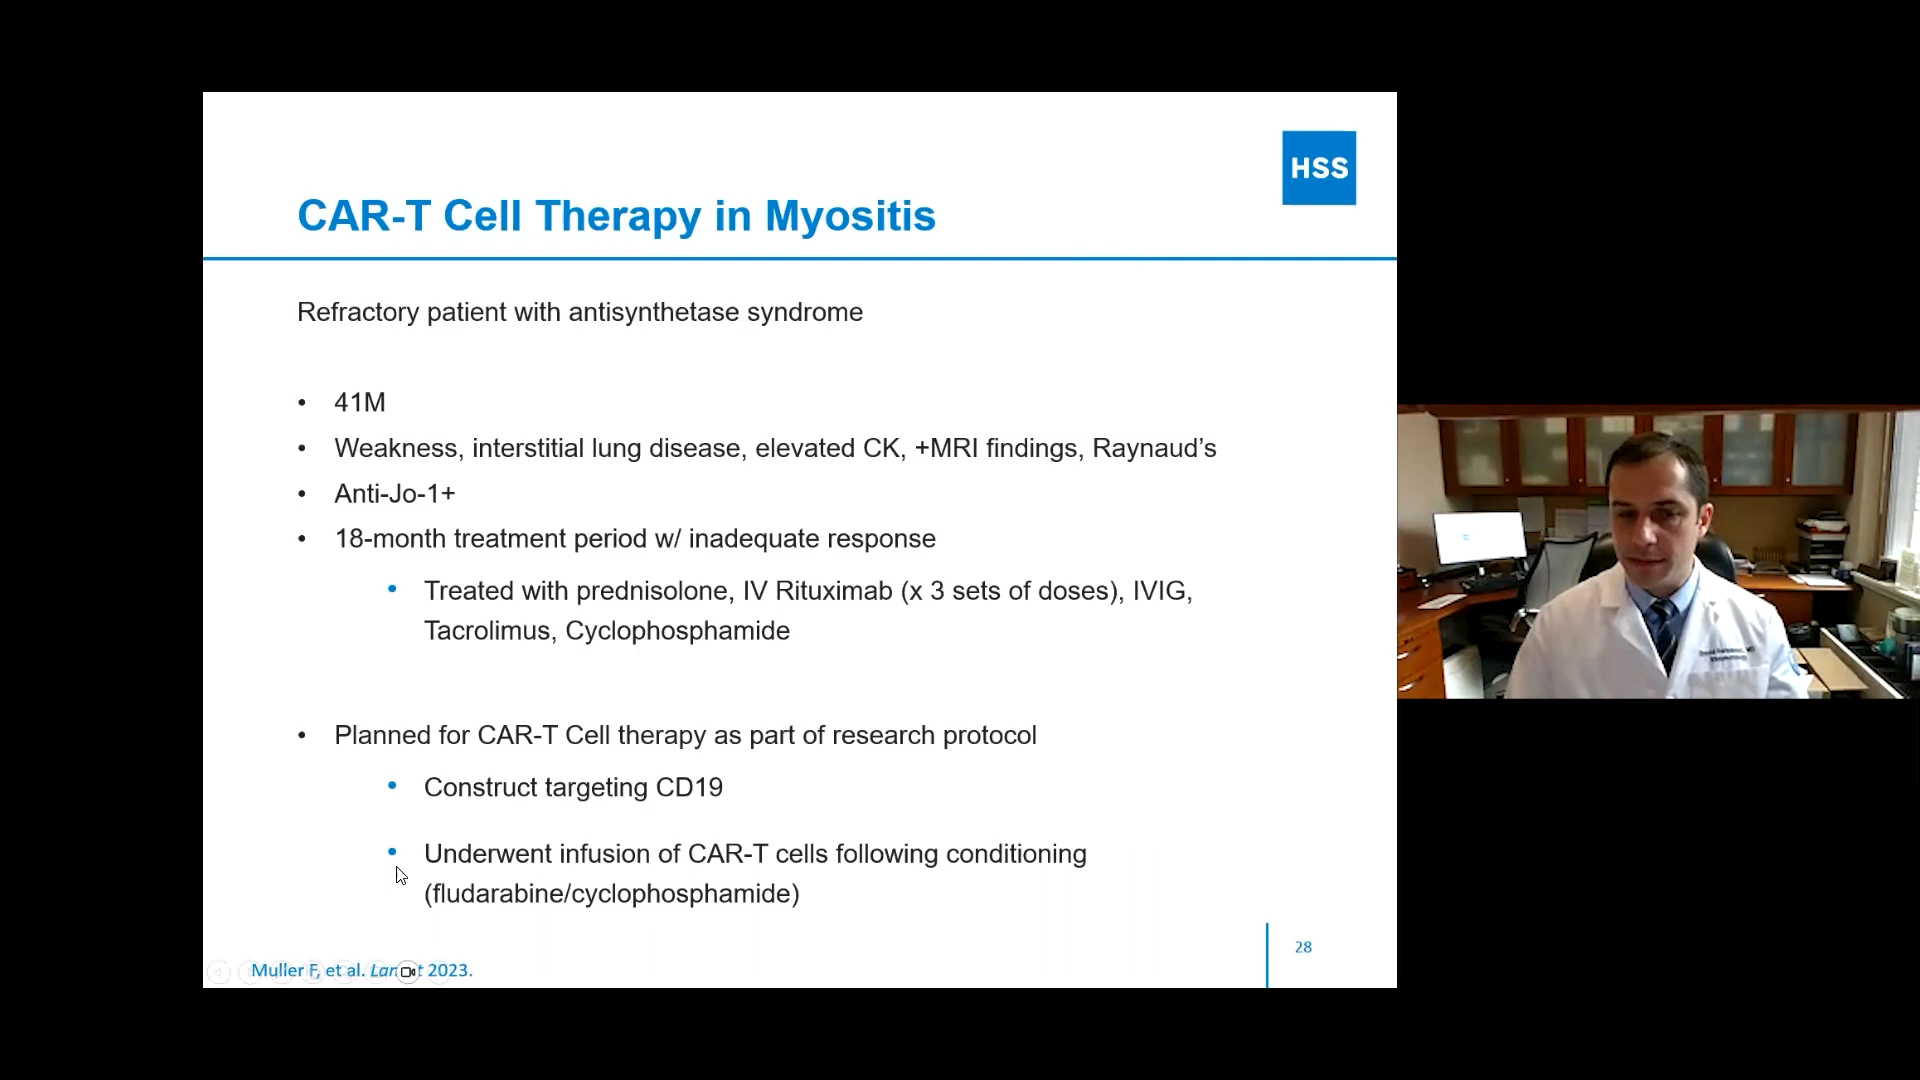 HSS
CAR-T Cell Therapy in Myositis
Refractory patient with antisynthetase syndrome
• 41M
• Weakness, interstitial lung disease, elevated CK, +MRI findings, Raynaud’s
• Anti-Jo-1+
• 18-month treatment period w/ inadequate response
• Treated with prednisolone, IV Rituximab (x 3 sets of doses), IVIG,
Tacrolimus, Cyclophosphamide
• Planned for CAR-T Cell therapy as part of research protocol
• Construct targeting CD19
• Underwent infusion of CAR-T cells following conditioning
(fludarabine/cyclophosphamide)
28
Muller F, et al. 2023.